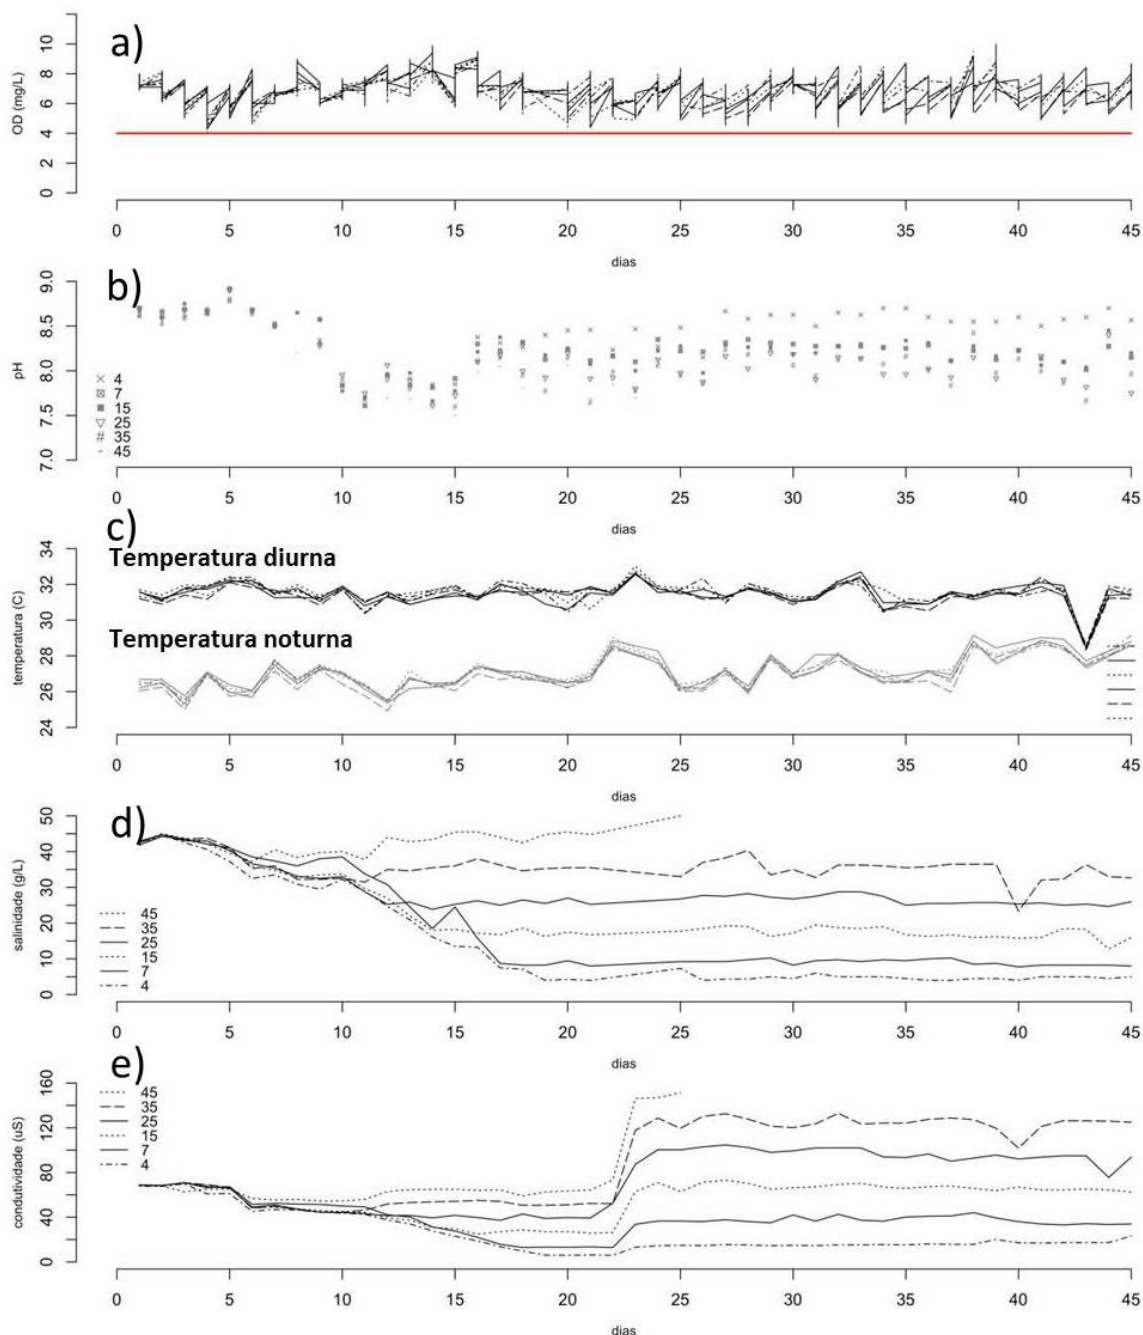 a)
OD (mg/L)
10
8
6
4
2
0
0 5 10 15 20 25 30 35 40 45
dias
b)
pH
9.0
8.5
8.0
7.5
7.0
4
7
15
25
35
45
0 5 10 15 20 25 30 35 40 45
dias
c)
Temperatura diurna
Temperatura noturna
temperatura (C)
34
32
30
28
26
24
0 5 10 15 20 25 30 35 40 45
dias
d)
salinidade (g/L)
50
40
30
20
10
0
45
35
25
15
7
4
0 5 10 15 20 25 30 35 40 45
dias
e)
condutividade (uS)
160
120
80
40
0
45
35
25
15
7
4
0 5 10 15 20 25 30 35 40 45
dias